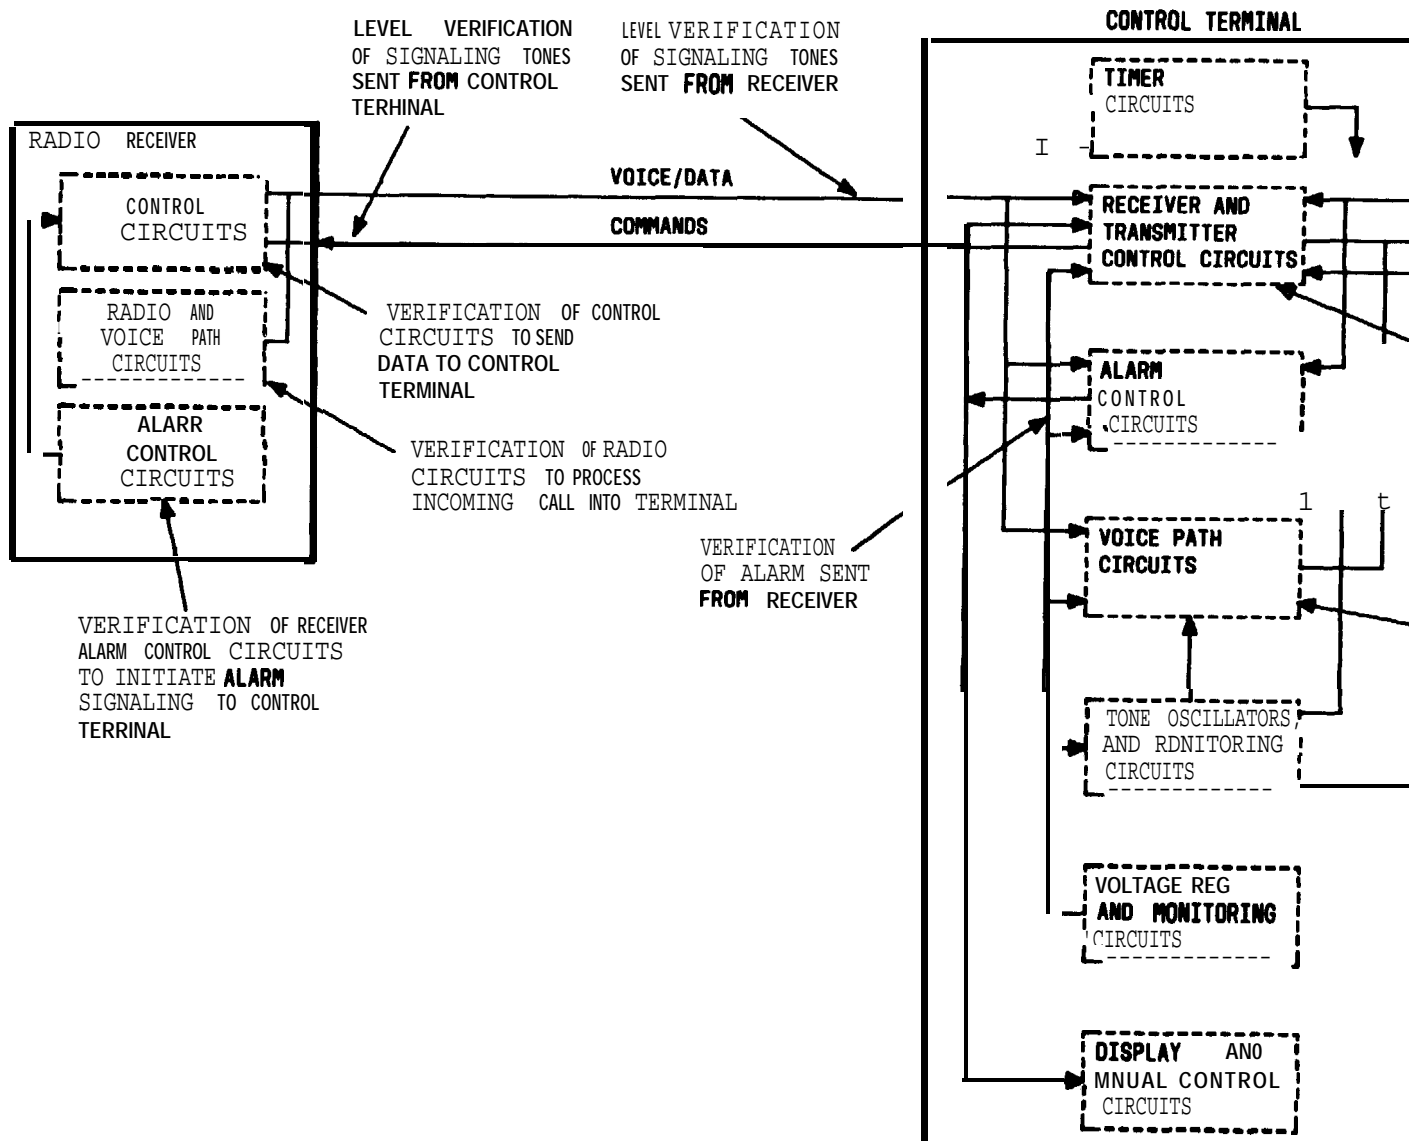 CONTROL TERMINAL
LEVEL VERIFICATION
OF SIGNALING TONES
SENT FROM CONTROL
TERHINAL
LEVEL VERIFICATION
OF SIGNALING TONES
SENT FROM RECEIVER
TIMER
CIRCUITS
I
RADIO RECEIVER
CONTROL
CIRCUITS
RADIO AND
VOICE PATH
CIRCUITS
ALARR
CONTROL
CIRCUITS
VOICE/DATA
COMMANDS
RECEIVER AND
TRANSMITTER
CONTROL CIRCUITS
VERIFICATION OF CONTROL
CIRCUITS TO SEND
DATA TO CONTROL
TERMINAL
ALARM
CONTROL
CIRCUITS
VERIFICATION OF RADIO
CIRCUITS TO PROCESS
INCOMING CALL INTO TERMINAL
1 t
VERIFICATION
OF ALARM SENT
FROM RECEIVER
VOICE PATH
CIRCUITS
VERIFICATION OF RECEIVER
ALARM CONTROL CIRCUITS
TO INITIATE ALARM
SIGNALING TO CONTROL
TERRINAL
TONE OSCILLATORS
AND RDNITORING
CIRCUITS
VOLTAGE REG
AND MONITORING
CIRCUITS
DISPLAY ANO
MNUAL CONTROL
CIRCUITS